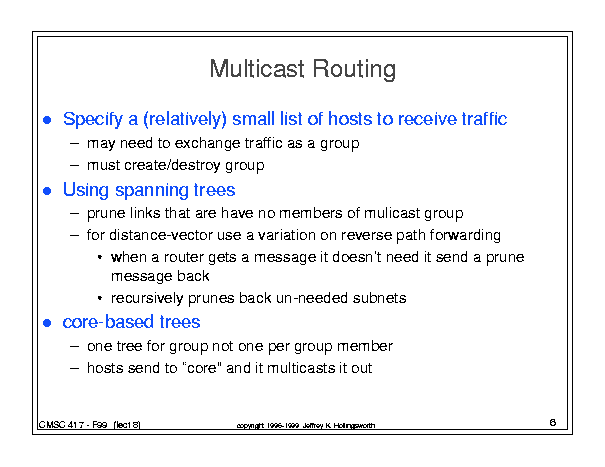 Multicast Routing
● Specify a (relatively) small list of hosts to receive traffic
– may need to exchange traffic as a group
– must create/destroy group
● Using spanning trees
– prune links that are have no members of mulicast group
– for distance-vector use a variation on reverse path forwarding
• when a router gets a message it doesn't need it send a prune
message back
• recursively prunes back un-needed subnets
● core-based trees
– one tree for group not one per group member
– hosts send to "core" and it multicasts it out
CMSC 417 - F99 (lect18)
copyright 1996-1999 Jeffrey K. Hollingsworth
6